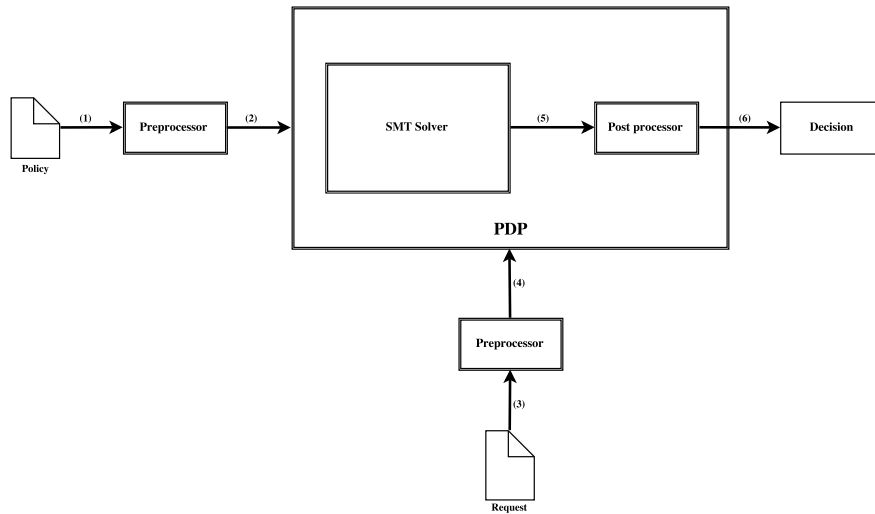 (1)
(2)
(5)
(6)
Preprocessor
SMT Solver
Post processor
Decision
Policy
PDP
(4)
Preprocessor
(3)
Request